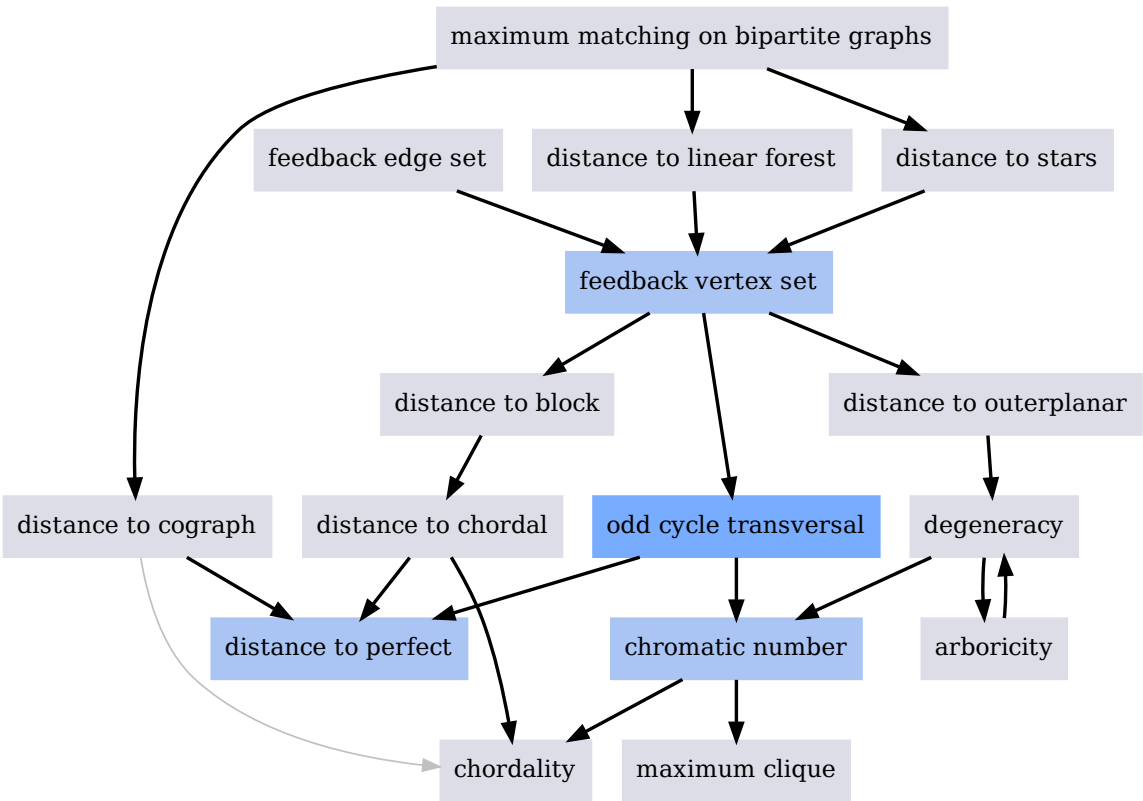 maximum matching on bipartite graphs
feedback edge set
distance to linear forest
distance to stars
feedback vertex set
distance to block
distance to outerplanar
distance to cograph
distance to chordal
odd cycle transversal
degeneracy
distance to perfect
chromatic number
arboricity
chordality
maximum clique